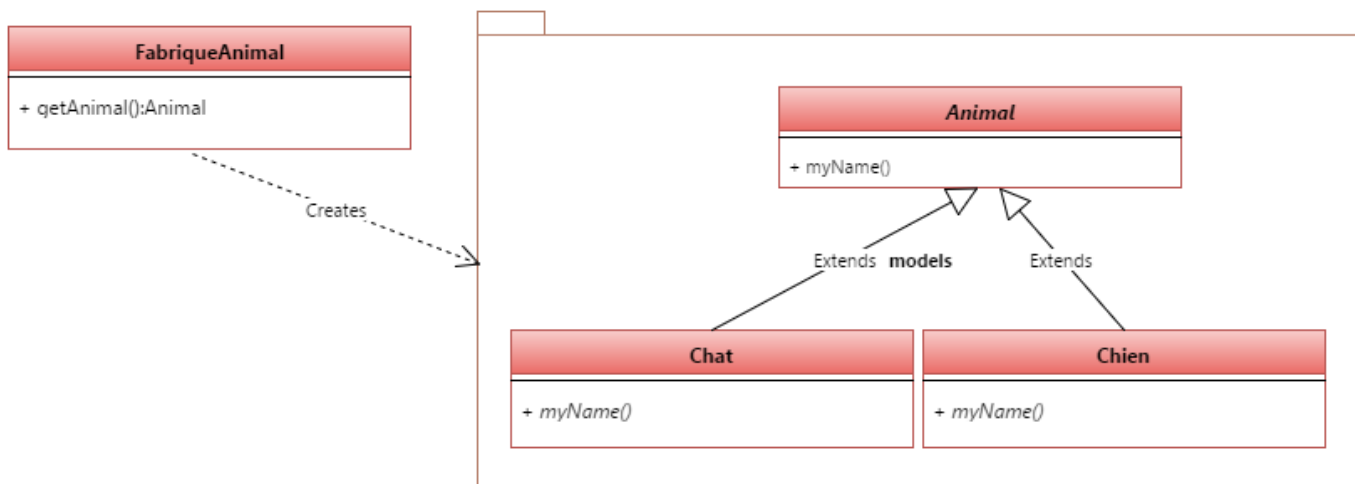 FabriqueAnimal
+ getAnimal():Animal
Creates
Animal
+ myName()
Extends
models
Extends
Chat
+ myName()
Chien
+ myName()